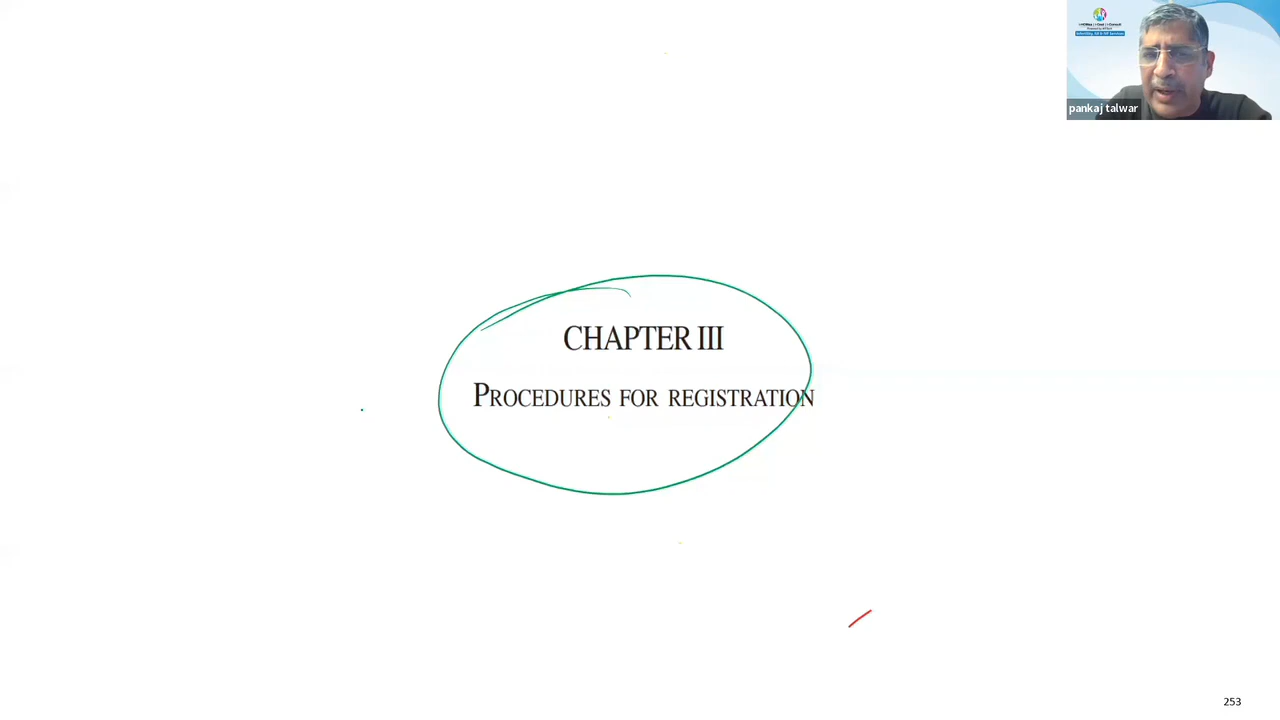 pankaj talwar
CHAPTER III
PROCEDURES FOR REGISTRATION
253